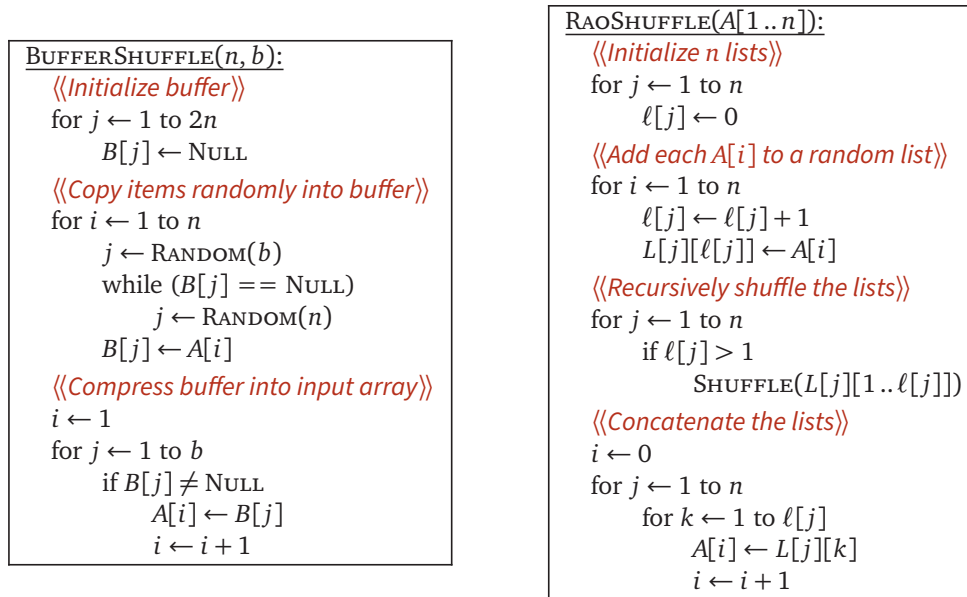 BUFFERSHUFFLE(n, b):
⟨⟨Initialize buffer⟩⟩
for j ← 1 to 2n
B[j] ← NULL
⟨⟨Copy items randomly into buffer⟩⟩
for i ← 1 to n
j ← RANDOM(b)
while (B[j] == NULL)
j ← RANDOM(n)
B[j] ← A[i]
⟨⟨Compress buffer into input array⟩⟩
i ← 1
for j ← 1 to b
if B[j] ≠ NULL
A[i] ← B[j]
i ← i + 1
RAOSHUFFLE(A[1 .. n]):
⟨⟨Initialize n lists⟩⟩
for j ← 1 to n
ℓ[j] ← 0
⟨⟨Add each A[i] to a random list⟩⟩
for i ← 1 to n
ℓ[j] ← ℓ[j] + 1
L[j][ℓ[j]] ← A[i]
⟨⟨Recursively shuffle the lists⟩⟩
for j ← 1 to n
if ℓ[j] > 1
SHUFFLE(L[j][1 .. ℓ[j]])
⟨⟨Concatenate the lists⟩⟩
i ← 0
for j ← 1 to n
for k ← 1 to ℓ[j]
A[i] ← L[j][k]
i ← i + 1